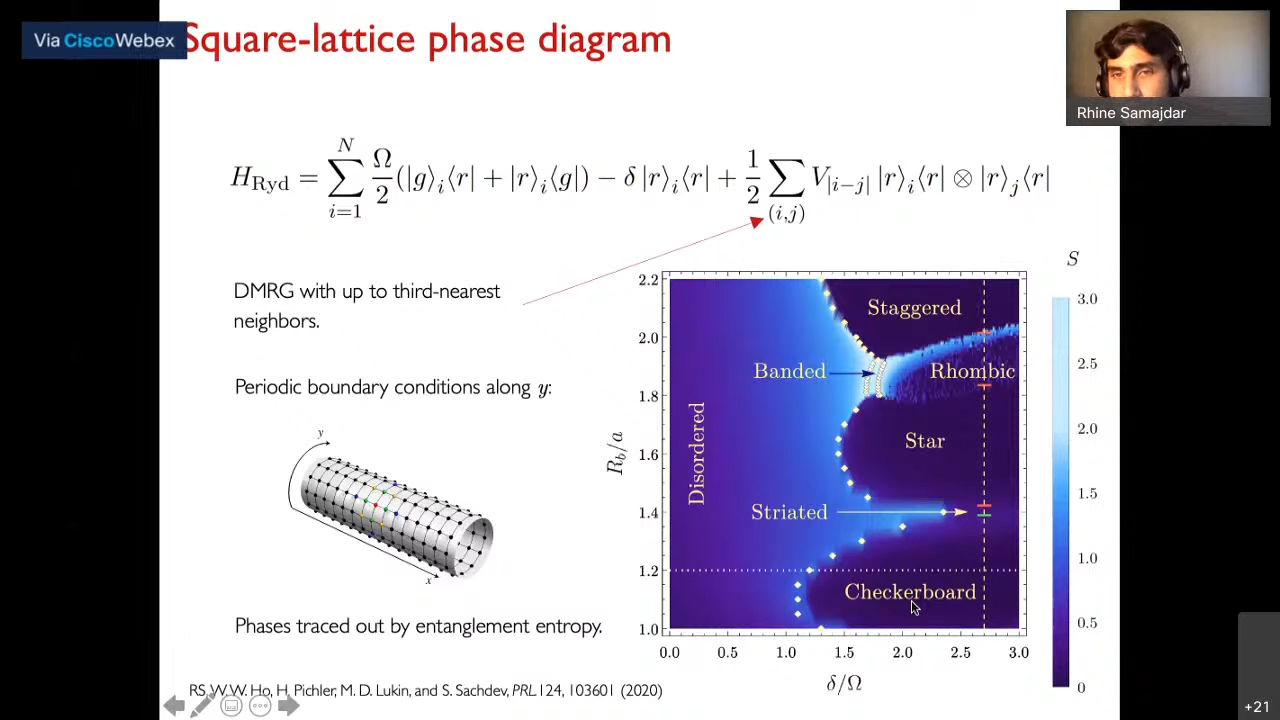 Via Cisco Webex
Square-lattice phase diagram
Rhine Samajdar
H_Ryd = \sum_{i=1}^{N} \frac{Ω}{2} (|g⟩_i⟨r| + |r⟩_i⟨g|) − δ |r⟩_i⟨r| + \frac{1}{2} \sum_{(i,j)} V_{|i−j|} |r⟩_i⟨r| ⊗ |r⟩_j⟨r|
DMRG with up to third-nearest
neighbors.
Periodic boundary conditions along y:
y
x
Phases traced out by entanglement entropy.
S
2.2
2.0
1.8
1.6
1.4
1.2
1.0
R_b/a
Staggered
Banded
Rhombic
Disordered
Star
Striated
Checkerboard
0.0 0.5 1.0 1.5 2.0 2.5 3.0
δ/Ω
3.0
2.5
2.0
1.5
1.0
0.5
0
RS, W. W. Ho, H. Pichler, M. D. Lukin, and S. Sachdev, PRL 124, 103601 (2020)
+21